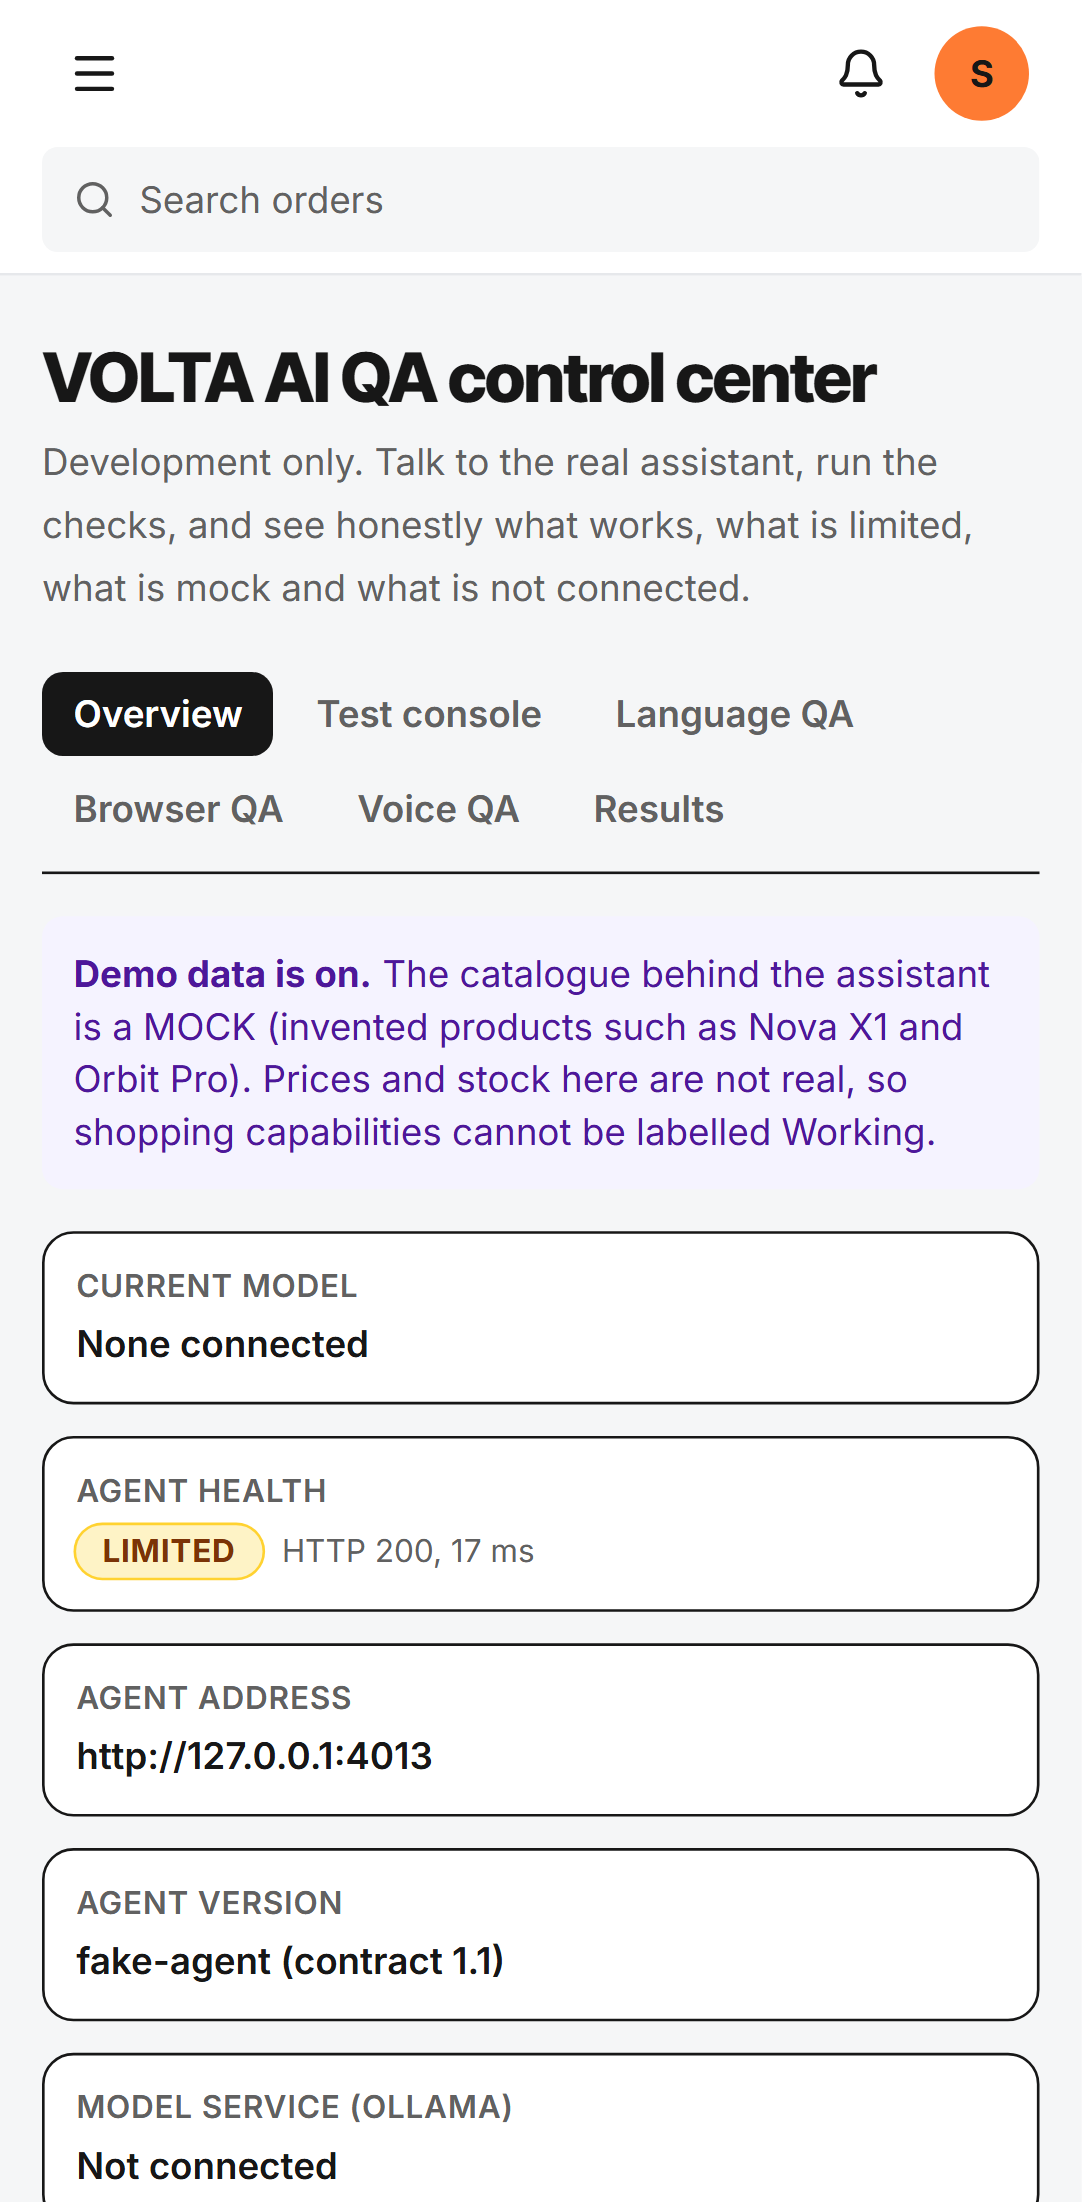 S
Search orders
VOLTA AI QA control center
Development only. Talk to the real assistant, run the
checks, and see honestly what works, what is limited,
what is mock and what is not connected.
Overview Test console Language QA
Browser QA Voice QA Results
Demo data is on. The catalogue behind the assistant
is a MOCK (invented products such as Nova X1 and
Orbit Pro). Prices and stock here are not real, so
shopping capabilities cannot be labelled Working.
CURRENT MODEL
None connected
AGENT HEALTH
LIMITED HTTP 200, 17 ms
AGENT ADDRESS
http://127.0.0.1:4013
AGENT VERSION
fake-agent (contract 1.1)
MODEL SERVICE (OLLAMA)
Not connected